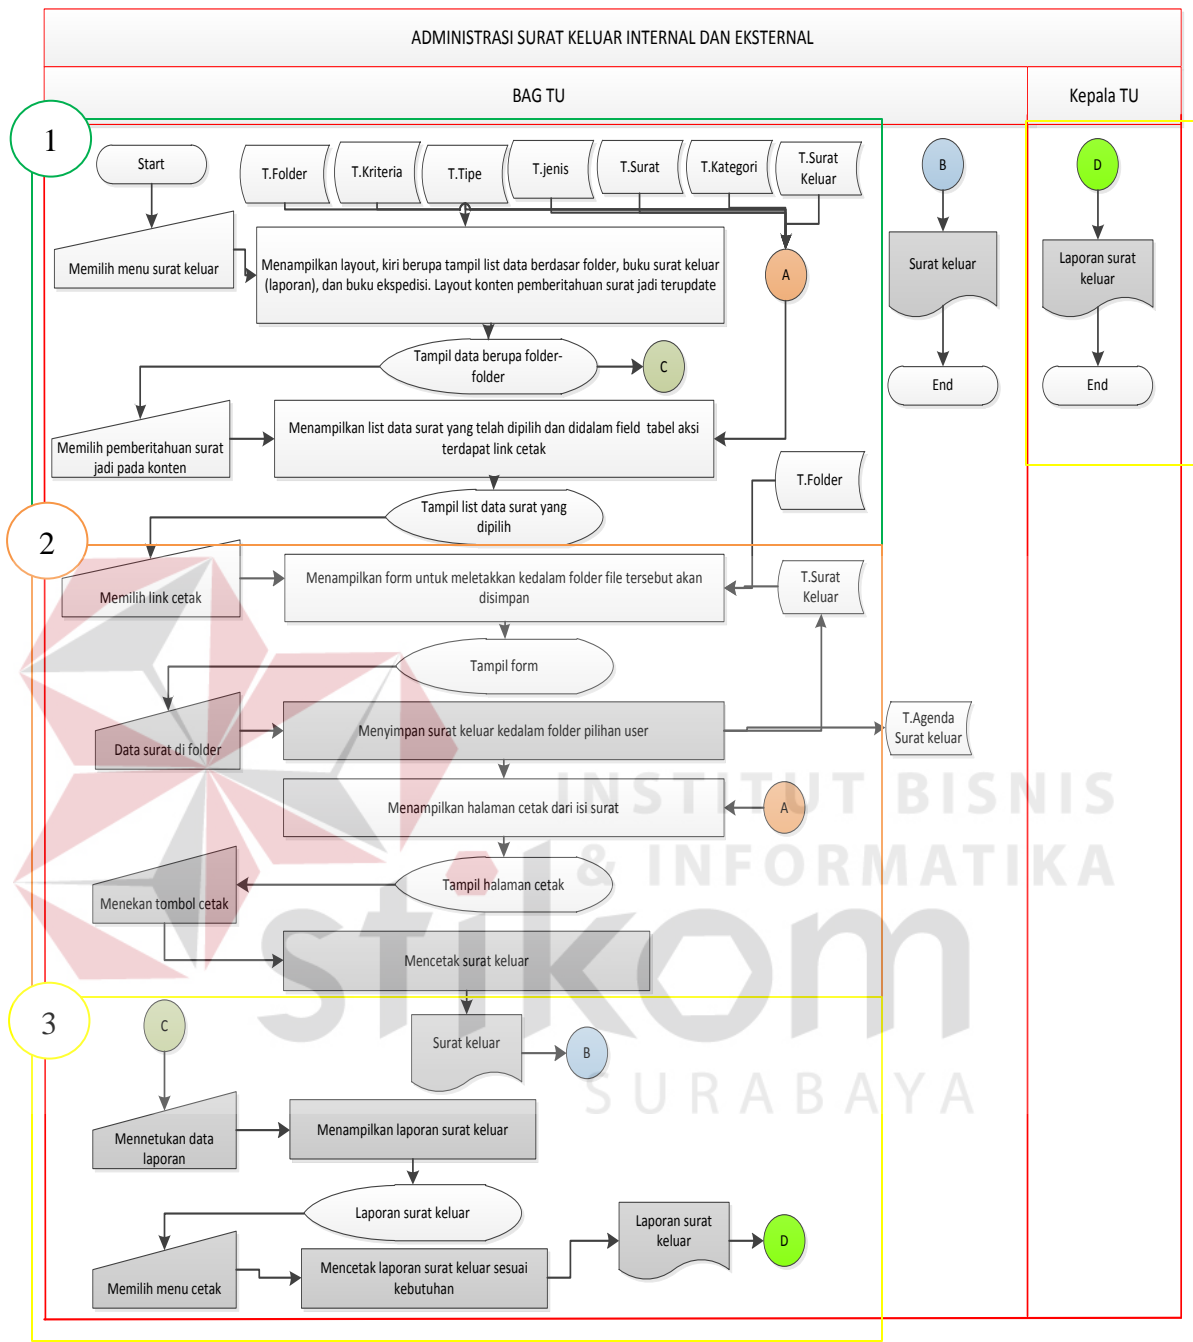 ADMINISTRASI SURAT KELUAR INTERNAL DAN EKSTERNAL
BAG TU
Kepala TU
1
Start
T.Folder
T.Kriteria
T.Tipe
T.jenis
T.Surat
T.Kategori
T.Surat
Keluar
B
D
Memilih menu surat keluar
Menampilkan layout, kiri berupa tampil list data berdasar folder, buku surat keluar
(laporan), dan buku ekspedisi. Layout konten pemberitahuan surat jadi terupdate
A
Surat keluar
Laporan surat
keluar
Tampil data berupa folder-
folder
C
End
End
Memilih pemberitahuan surat
jadi pada konten
Menampilkan list data surat yang telah dipilih dan didalam field tabel aksi
terdapat link cetak
T.Folder
Tampil list data surat yang
dipilih
2
Memilih link cetak
Menampilkan form untuk meletakkan kedalam folder file tersebut akan
disimpan
T.Surat
Keluar
Tampil form
Data surat di folder
Menyimpan surat keluar kedalam folder pilihan user
T.Agenda
Surat keluar
Menampilkan halaman cetak dari isi surat
A
INSTITUT BISNIS
& INFORMATIKA
Menekan tombol cetak
Tampil halaman cetak
stikom
Mencetak surat keluar
3
C
Surat keluar
B
SURABAYA
Mennetukan data
laporan
Menampilkan laporan surat keluar
Laporan surat keluar
Laporan surat
keluar
D
Memilih menu cetak
Mencetak laporan surat keluar sesuai
kebutuhan